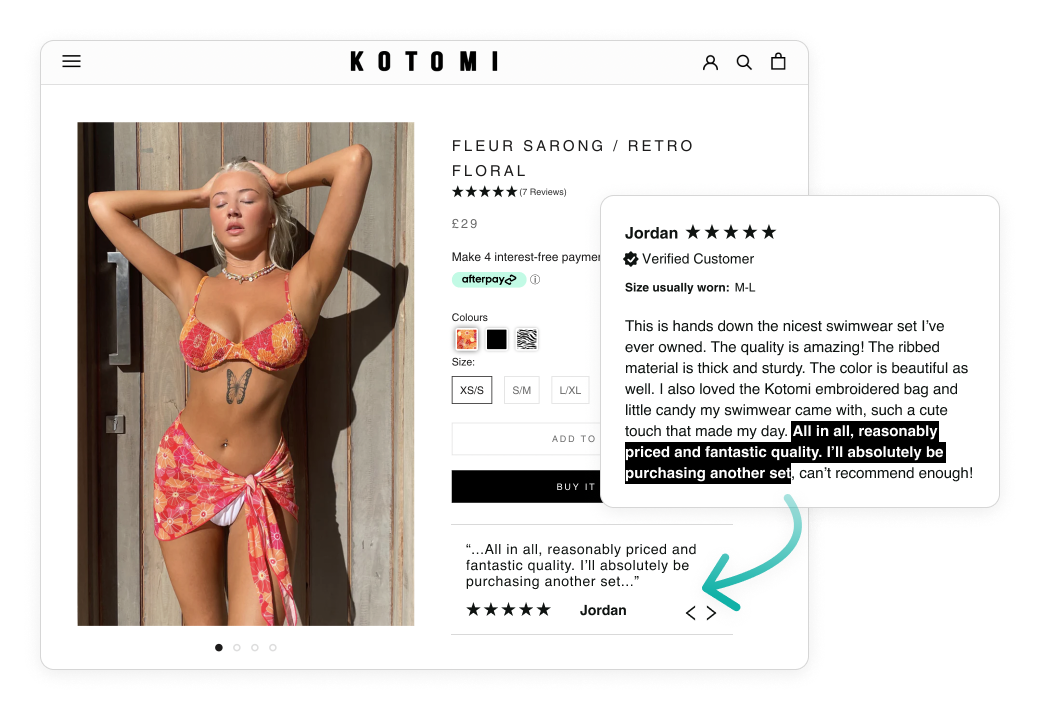 KOTOMI
FLEUR SARONG / RETRO
FLORAL
★★★★★(7 Reviews)
£29
Make 4 interest-free
afterpay
Colours
Size:
XS/S S/M L/XL
ADD TO
BUY IT
“...All in all, reasonably priced and
fantastic quality. I’ll absolutely be
purchasing another set...”
★★★★★ Jordan
Jordan ★★★★★
Verified Customer
Size usually worn: M-L
This is hands down the nicest swimwear set I’ve
ever owned. The quality is amazing! The ribbed
material is thick and sturdy. The color is beautiful as
well. I also loved the Kotomi embroidered bag and
little candy my swimwear came with, such a cute
touch that made my day. All in all, reasonably
priced and fantastic quality. I’ll absolutely be
purchasing another set, can’t recommend enough!